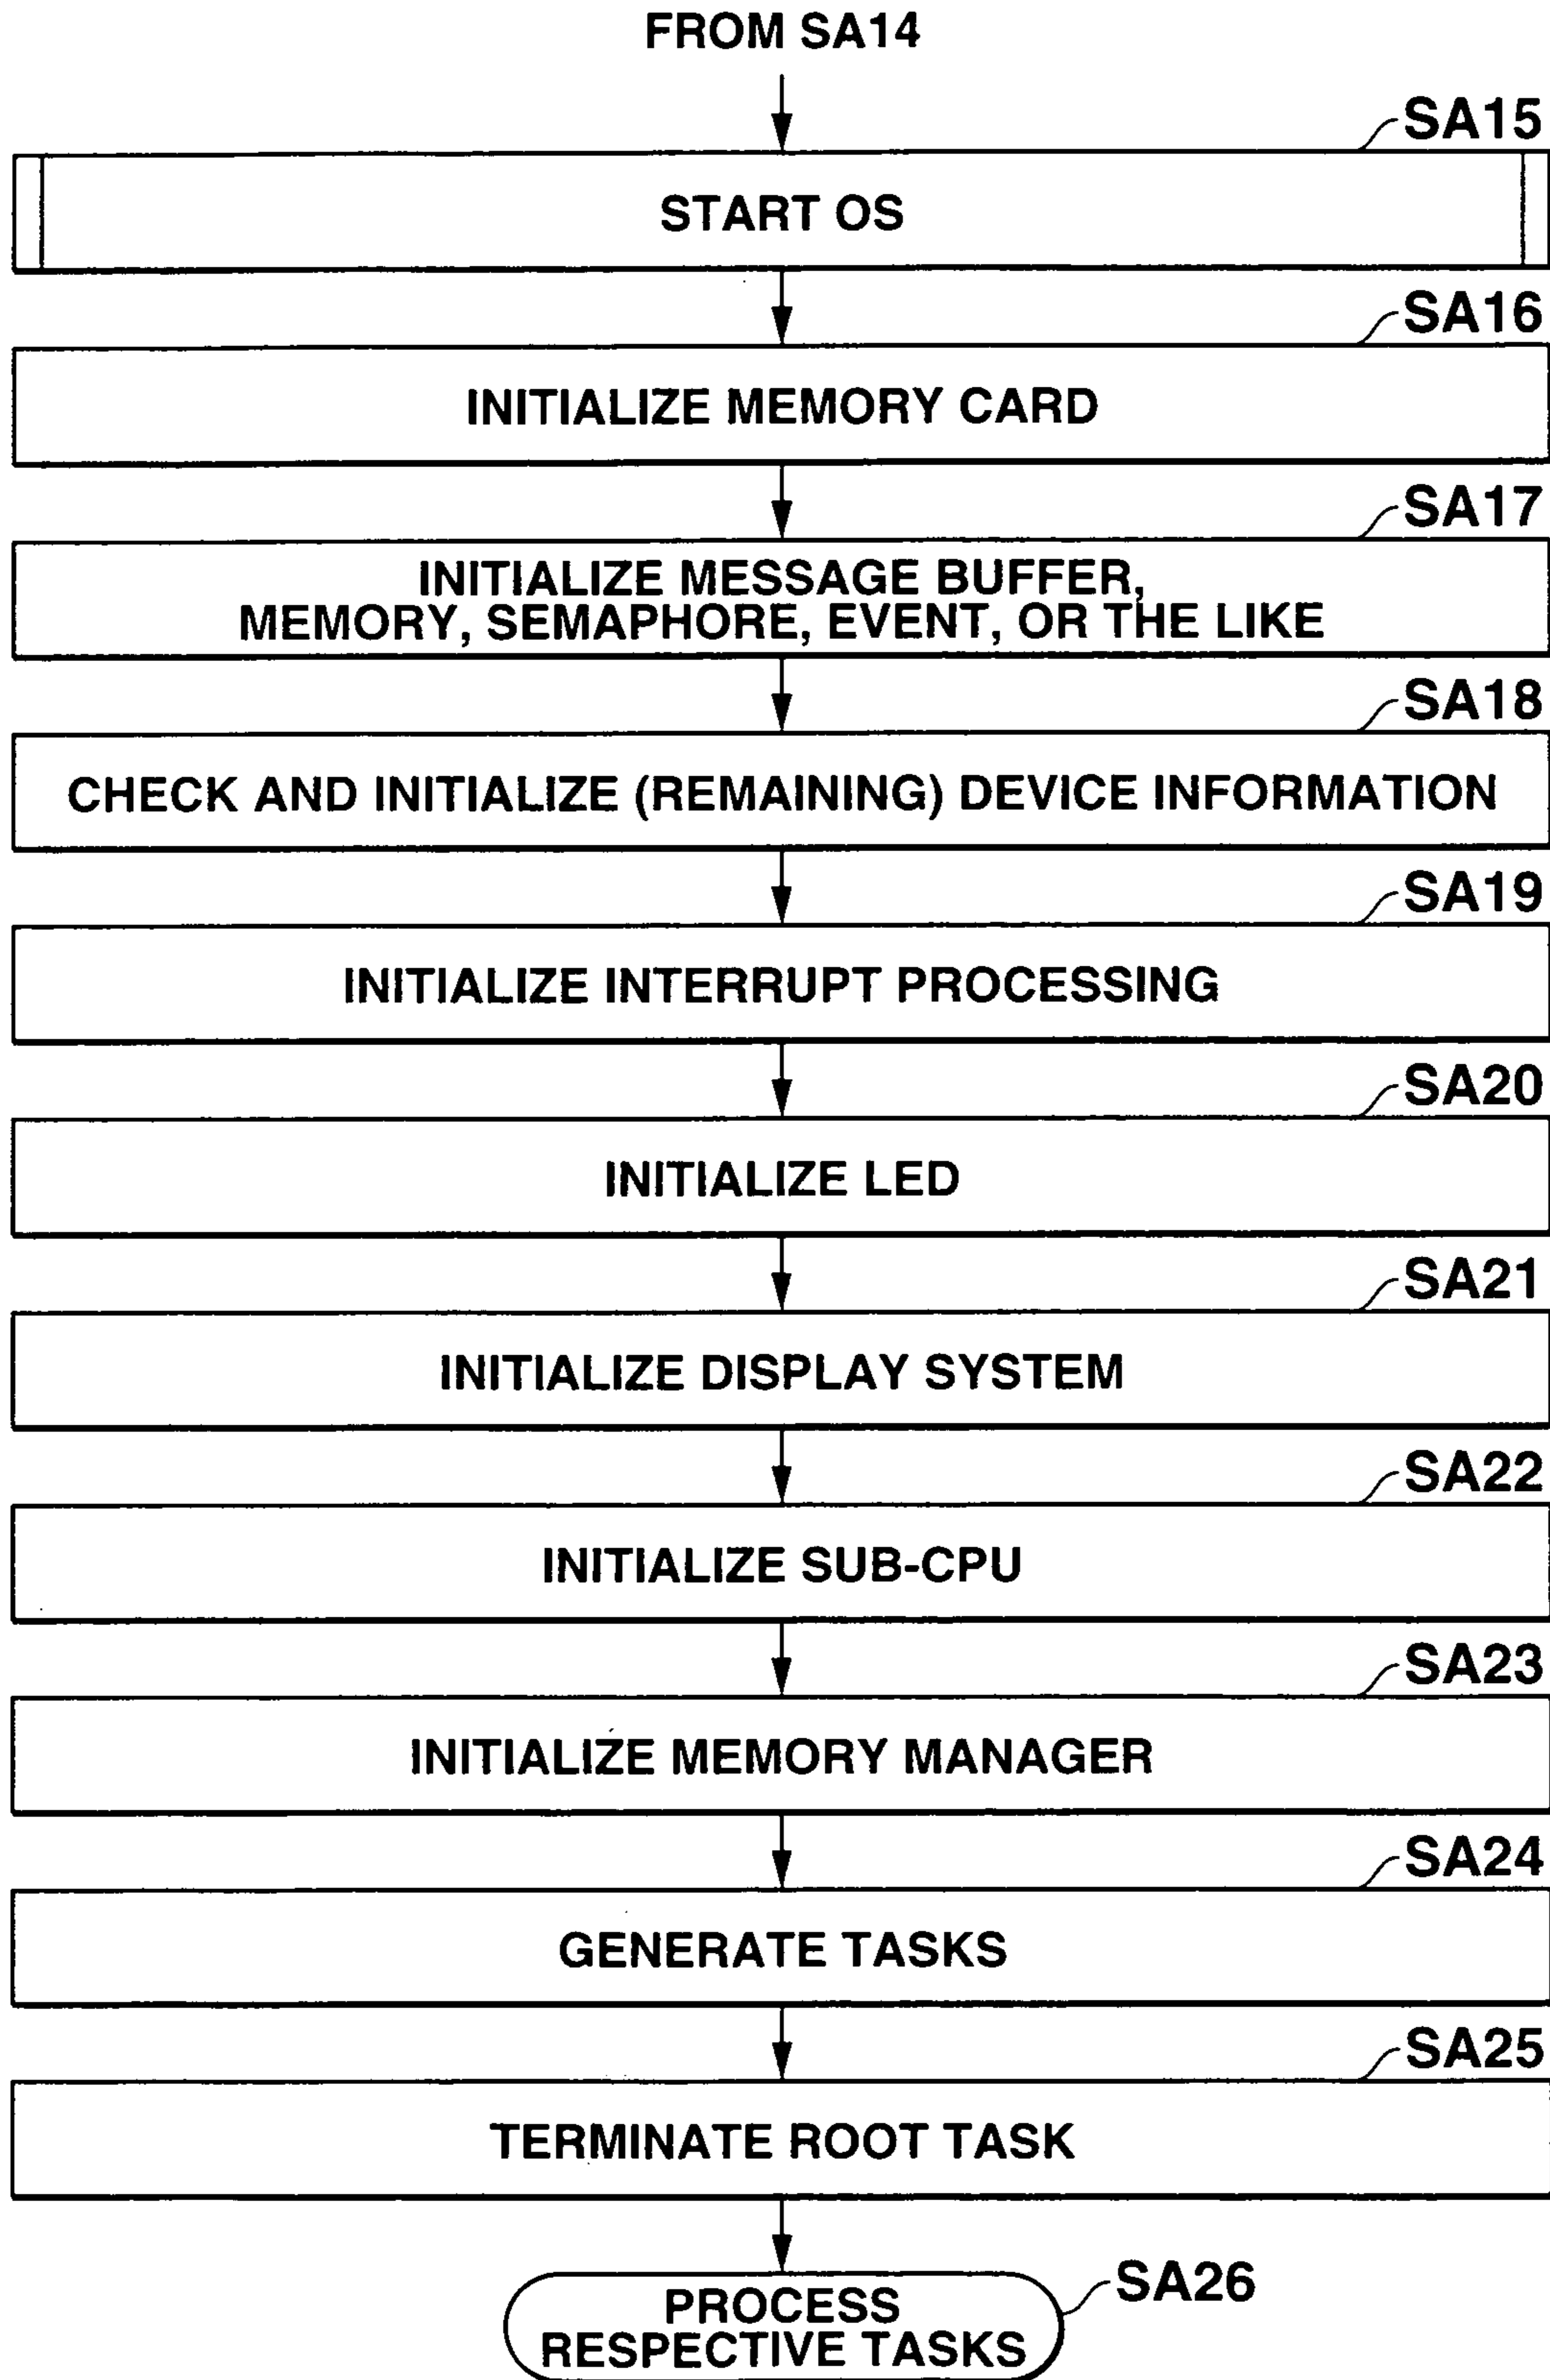 FROM SA14
SA15
START OS
SA16
INITIALIZE MEMORY CARD
SA17
INITIALIZE MESSAGE BUFFER,
MEMORY, SEMAPHORE, EVENT, OR THE LIKE
SA18
CHECK AND INITIALIZE (REMAINING) DEVICE INFORMATION
SA19
INITIALIZE INTERRUPT PROCESSING
SA20
INITIALIZE LED
SA21
INITIALIZE DISPLAY SYSTEM
SA22
INITIALIZE SUB-CPU
SA23
INITIALIZE MEMORY MANAGER
SA24
GENERATE TASKS
SA25
TERMINATE ROOT TASK
SA26
PROCESS
RESPECTIVE TASKS